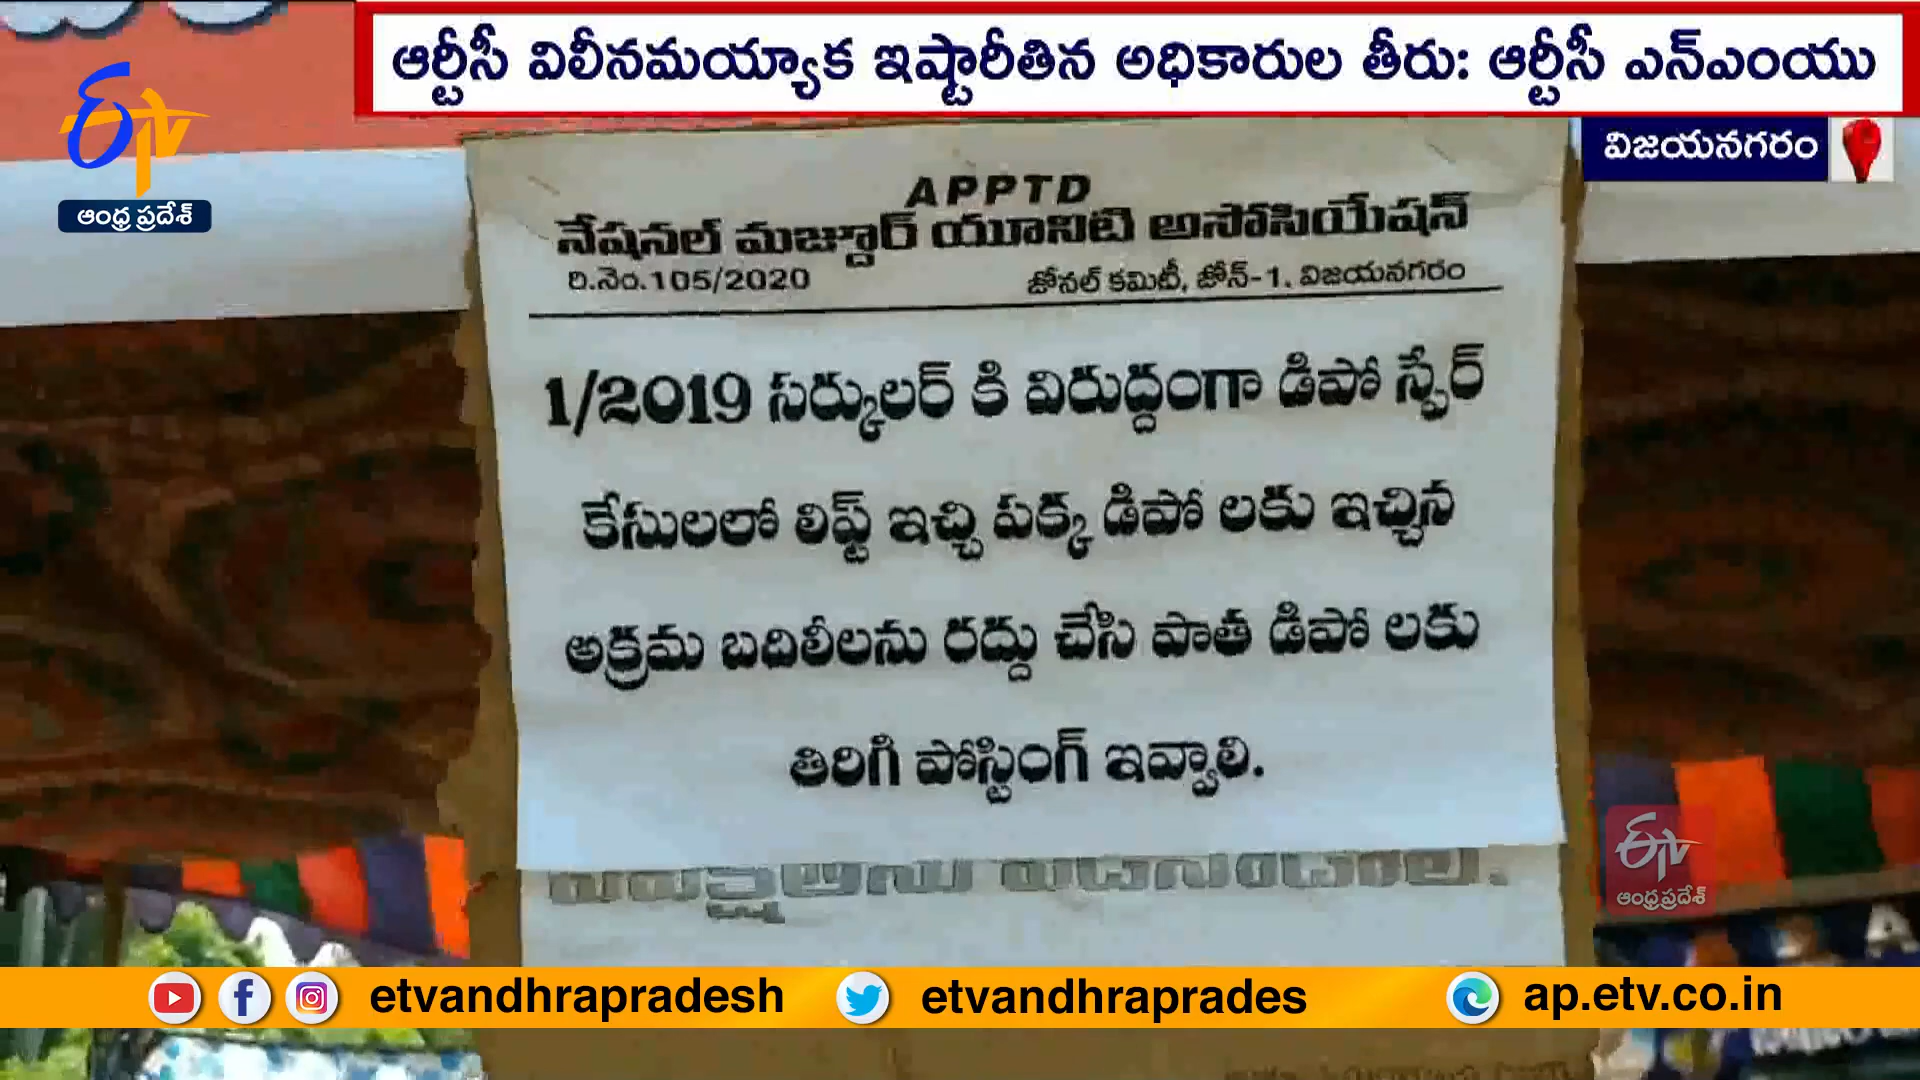 ఆర్టీసీ విలీనమయ్యాక ఇష్టారీతిన అధికారుల తీరు: ఆర్టీసీ ఎన్ఎంయు
విజయనగరం
ఈtv
ఆంధ్ర ప్రదేశ్
APPTD
నేషనల్ మజ్దూర్ యూనిటి అసోసియేషన్
రి.నెం.105/2020 జోనల్ కమిటీ, జోన్-1. విజయనగరం
1/2019 సర్కులర్ కి విరుద్దంగా డిపో స్పేర్
కేసులలో లిఫ్ట్ ఇచ్చి పక్క డిపో లకు ఇచ్చిన
అక్రమ బదిలీలను రద్దు చేసి పాత డిపో లకు
తిరిగి పోస్టింగ్ ఇవ్వాలి.
ఈtv
ఆంధ్రప్రదేశ్
etvandhrapradesh etvandhraprades ap.etv.co.in